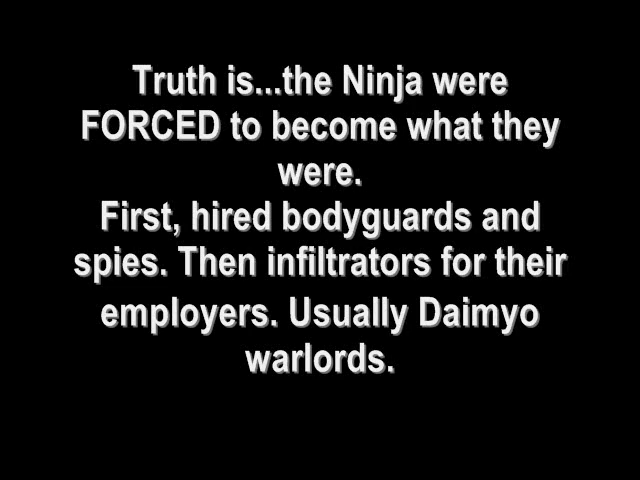 Truth is...the Ninja were
FORCED to become what they
were.
First, hired bodyguards and
spies. Then infiltrators for their
employers. Usually Daimyo
warlords.